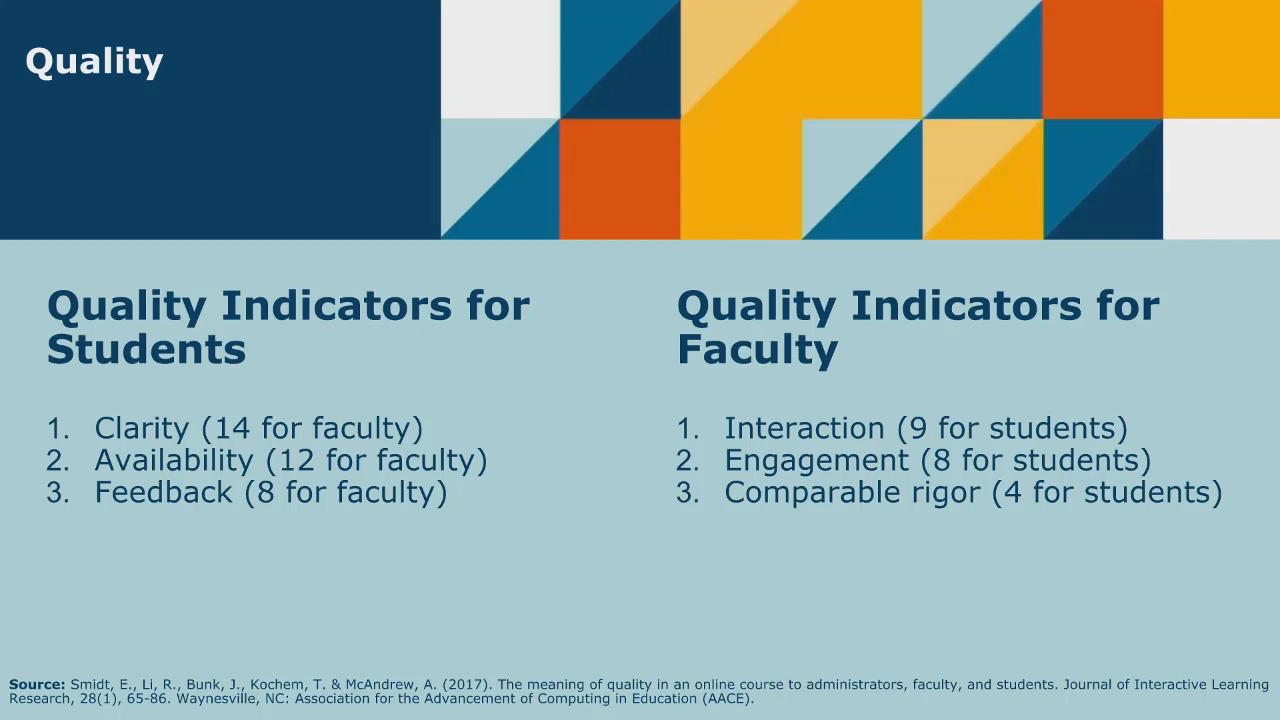 Quality
Quality Indicators for
Students
1. Clarity (14 for faculty)
2. Availability (12 for faculty)
3. Feedback (8 for faculty)
Quality Indicators for
Faculty
1. Interaction (9 for students)
2. Engagement (8 for students)
3. Comparable rigor (4 for students)
Source: Smidt, E., Li, R., Bunk, J., Kochem, T. & McAndrew, A. (2017). The meaning of quality in an online course to administrators, faculty, and students. Journal of Interactive Learning
Research, 28(1), 65-86. Waynesville, NC: Association for the Advancement of Computing in Education (AACE).